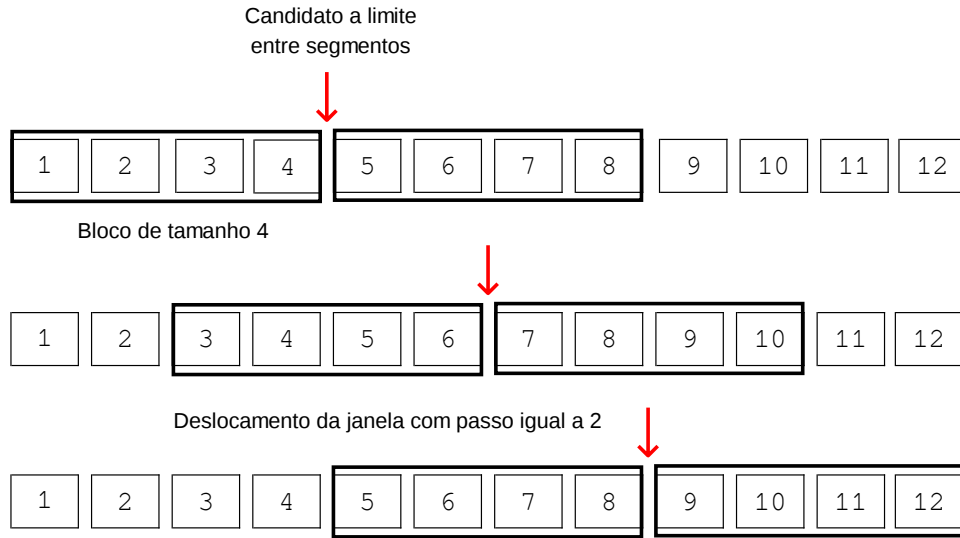 Candidato a limite
entre segmentos
1 2 3 4 5 6 7 8 9 10 11 12
Bloco de tamanho 4
1 2 3 4 5 6 7 8 9 10 11 12
Deslocamento da janela com passo igual a 2
1 2 3 4 5 6 7 8 9 10 11 12